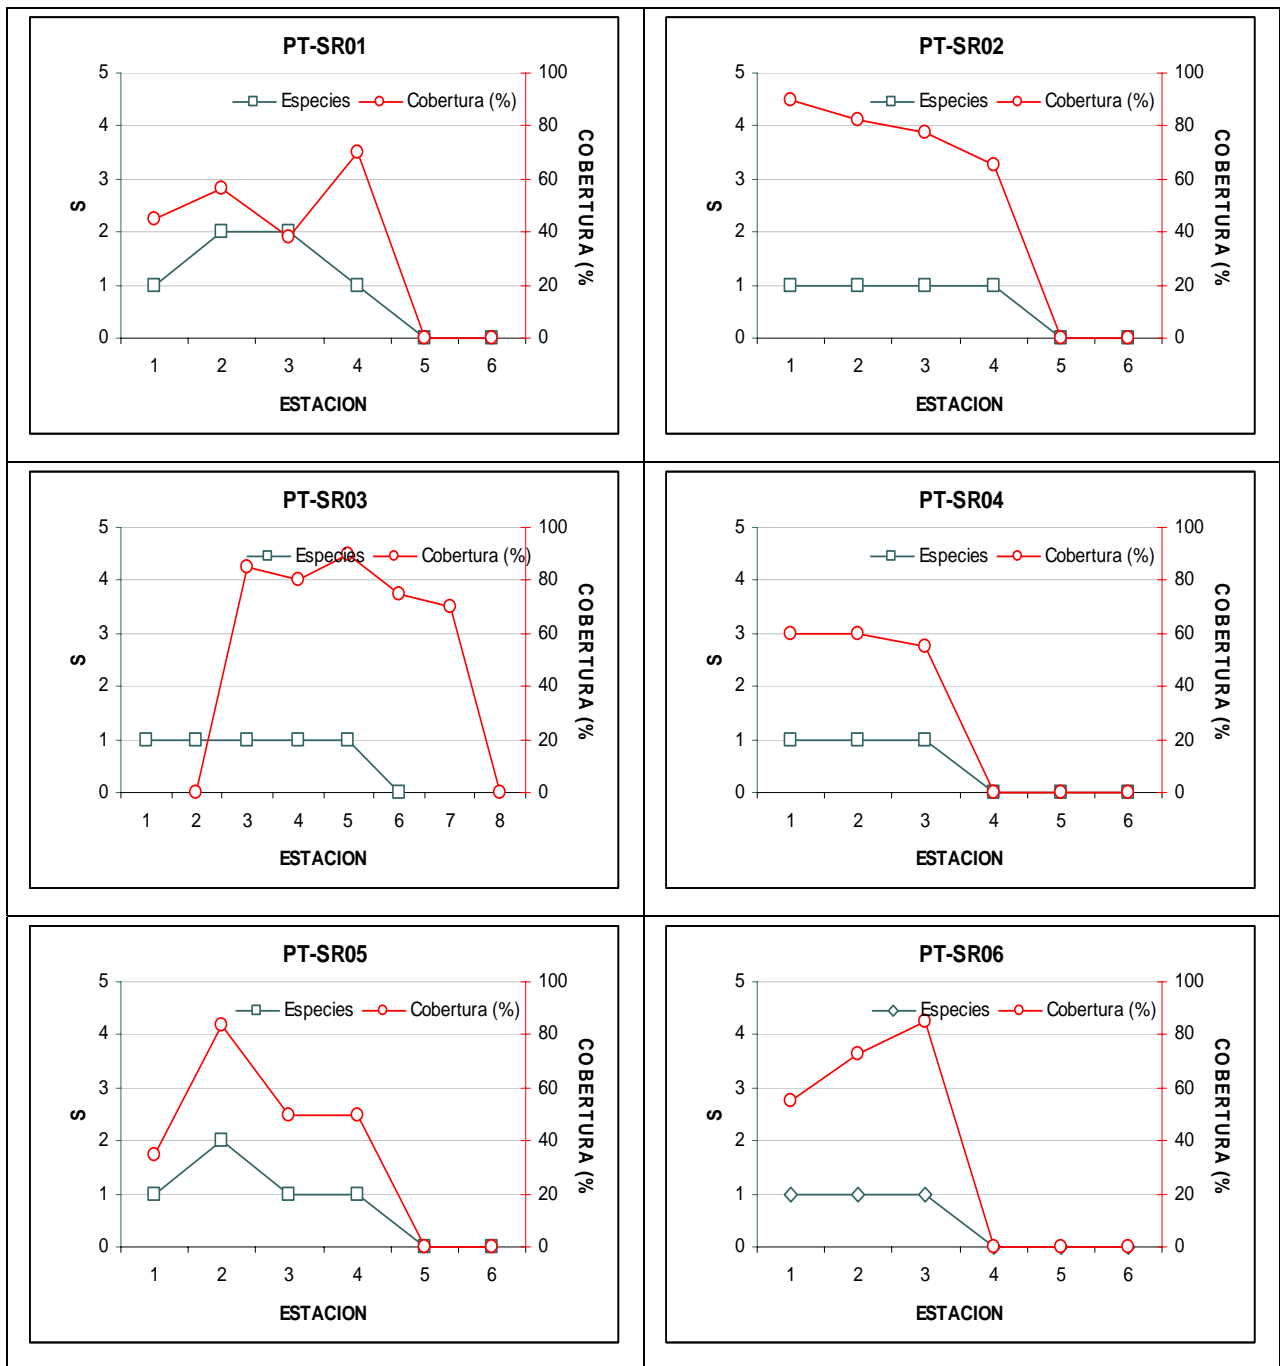 PT-SR01
Especies Cobertura (%)
5 100
4 80
3 60
2 40
1 20
0 0
S
COBERTURA (%
1 2 3 4 5 6
ESTACION
PT-SR02
Especies Cobertura (%)
5 100
4 80
3 60
2 40
1 20
0 0
S
COBERTURA (%
1 2 3 4 5 6
ESTACION
PT-SR03
Especies Cobertura (%)
5 100
4 80
3 60
2 40
1 20
0 0
S
COBERTURA (%
1 2 3 4 5 6 7 8
ESTACION
PT-SR04
Especies Cobertura (%)
5 100
4 80
3 60
2 40
1 20
0 0
S
COBERTURA (%
1 2 3 4 5 6
ESTACION
PT-SR05
Especies Cobertura (%)
5 100
4 80
3 60
2 40
1 20
0 0
S
COBERTURA (%
1 2 3 4 5 6
ESTACION
PT-SR06
Especies Cobertura (%)
5 100
4 80
3 60
2 40
1 20
0 0
S
COBERTURA (%
1 2 3 4 5 6
ESTACION